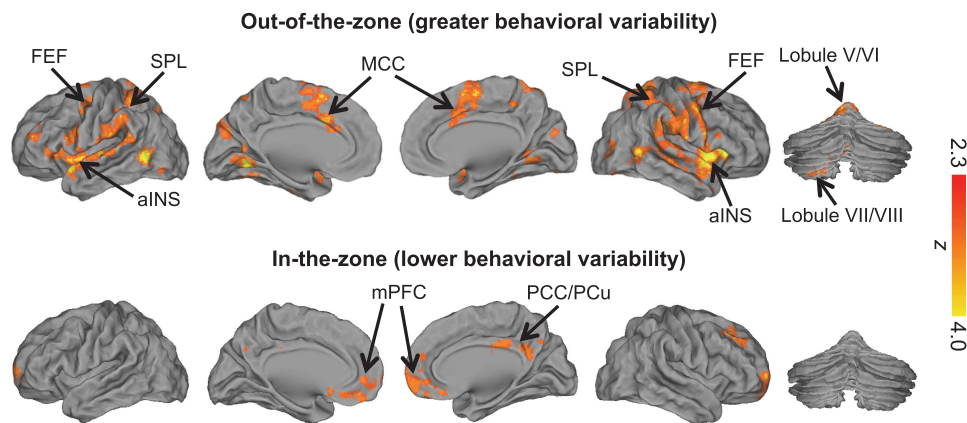 Out-of-the-zone (greater behavioral variability)
FEF
SPL
MCC
SPL
FEF
Lobule V/VI
aINS
aINS
Lobule VII/VIII
2.3
z
4.0
In-the-zone (lower behavioral variability)
mPFC
PCC/PCu